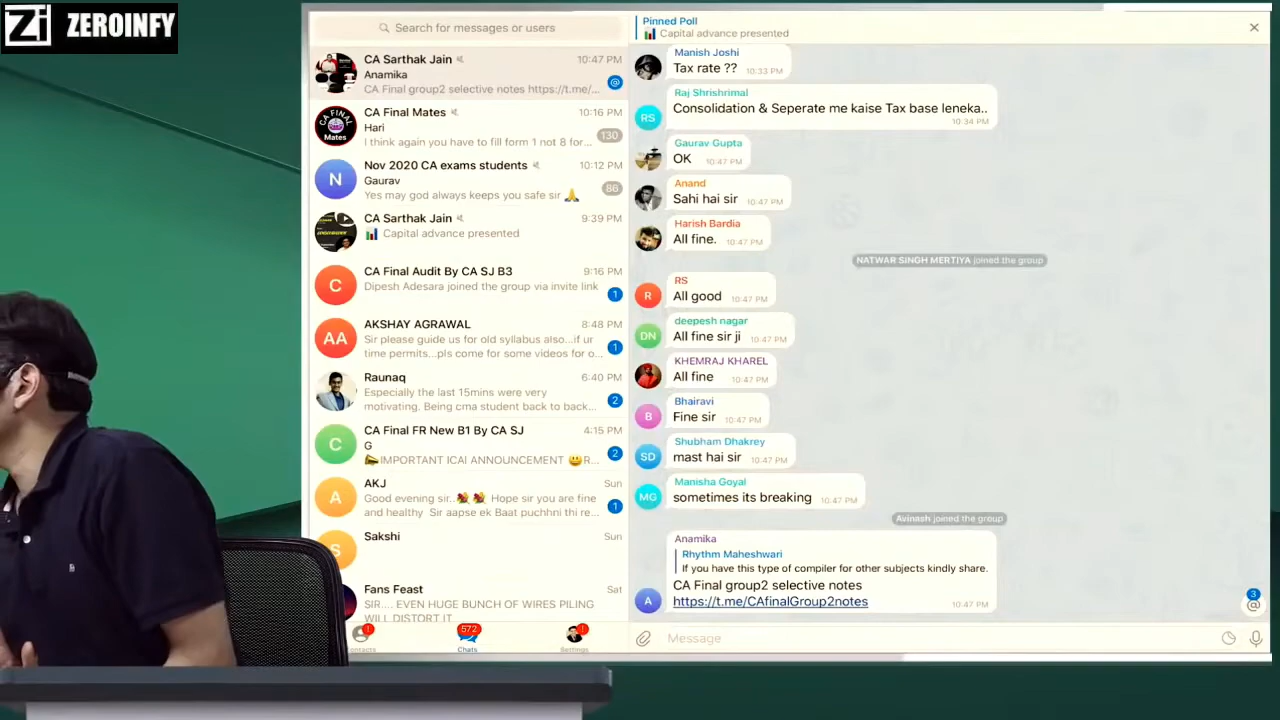 Zi ZEROINFY
Search for messages or users
CA Sarthak Jain 10:47 PM
Anamika
CA Final group2 selective notes https://t.me/... @
CA Final Mates 10:16 PM
Hari
I think again you have to fill form 1 not 8 for... 130
CA FINAL
Mates
Nov 2020 CA exams students 10:12 PM
N
Gaurav
Yes may god always keeps you safe sir 🙏 86
CA Sarthak Jain 9:39 PM
📊 Capital advance presented
CA Final Audit By CA SJ B3 9:16 PM
C
Dipesh Adesara joined the group via invite link 1
AKSHAY AGRAWAL 8:48 PM
AA
Sir please guide us for old syllabus also...if ur
time permits...pls come for some videos for o... 1
Raunaq 6:40 PM
Especially the last 15mins were very
motivating. Being cma student back to back... 2
CA Final FR New B1 By CA SJ 4:15 PM
C
G
📣IMPORTANT ICAI ANNOUNCEMENT 😃R... 2
AKJ Sun
A
Good evening sir..💐💐 Hope sir you are fine
and healthy Sir aapse ek Baat puchhni thi re... 1
Sakshi Sun
S
Fans Feast Sat
SIR.... EVEN HUGE BUNCH OF WIRES PILING
WILL DISTORT IT
! 572 !
Chats Settings
Pinned Poll
📊 Capital advance presented
Manish Joshi
Tax rate ?? 10:33 PM
Raj Shrishrimal
RS
Consolidation & Seperate me kaise Tax base leneka..
10:34 PM
Gaurav Gupta
OK 10:47 PM
Anand
Sahi hai sir 10:47 PM
Harish Bardia
All fine. 10:47 PM
NATWAR SINGH MERTIYA joined the group
RS
R
All good 10:47 PM
deepesh nagar
DN
All fine sir ji 10:47 PM
KHEMRAJ KHAREL
All fine 10:47 PM
Bhairavi
B
Fine sir 10:47 PM
Shubham Dhakrey
SD
mast hai sir 10:47 PM
Manisha Goyal
MG
sometimes its breaking 10:47 PM
Avinash joined the group
Anamika
Rhythm Maheshwari
If you have this type of compiler for other subjects kindly share.
CA Final group2 selective notes
A
https://t.me/CAfinalGroup2notes 10:47 PM
3
@
Message